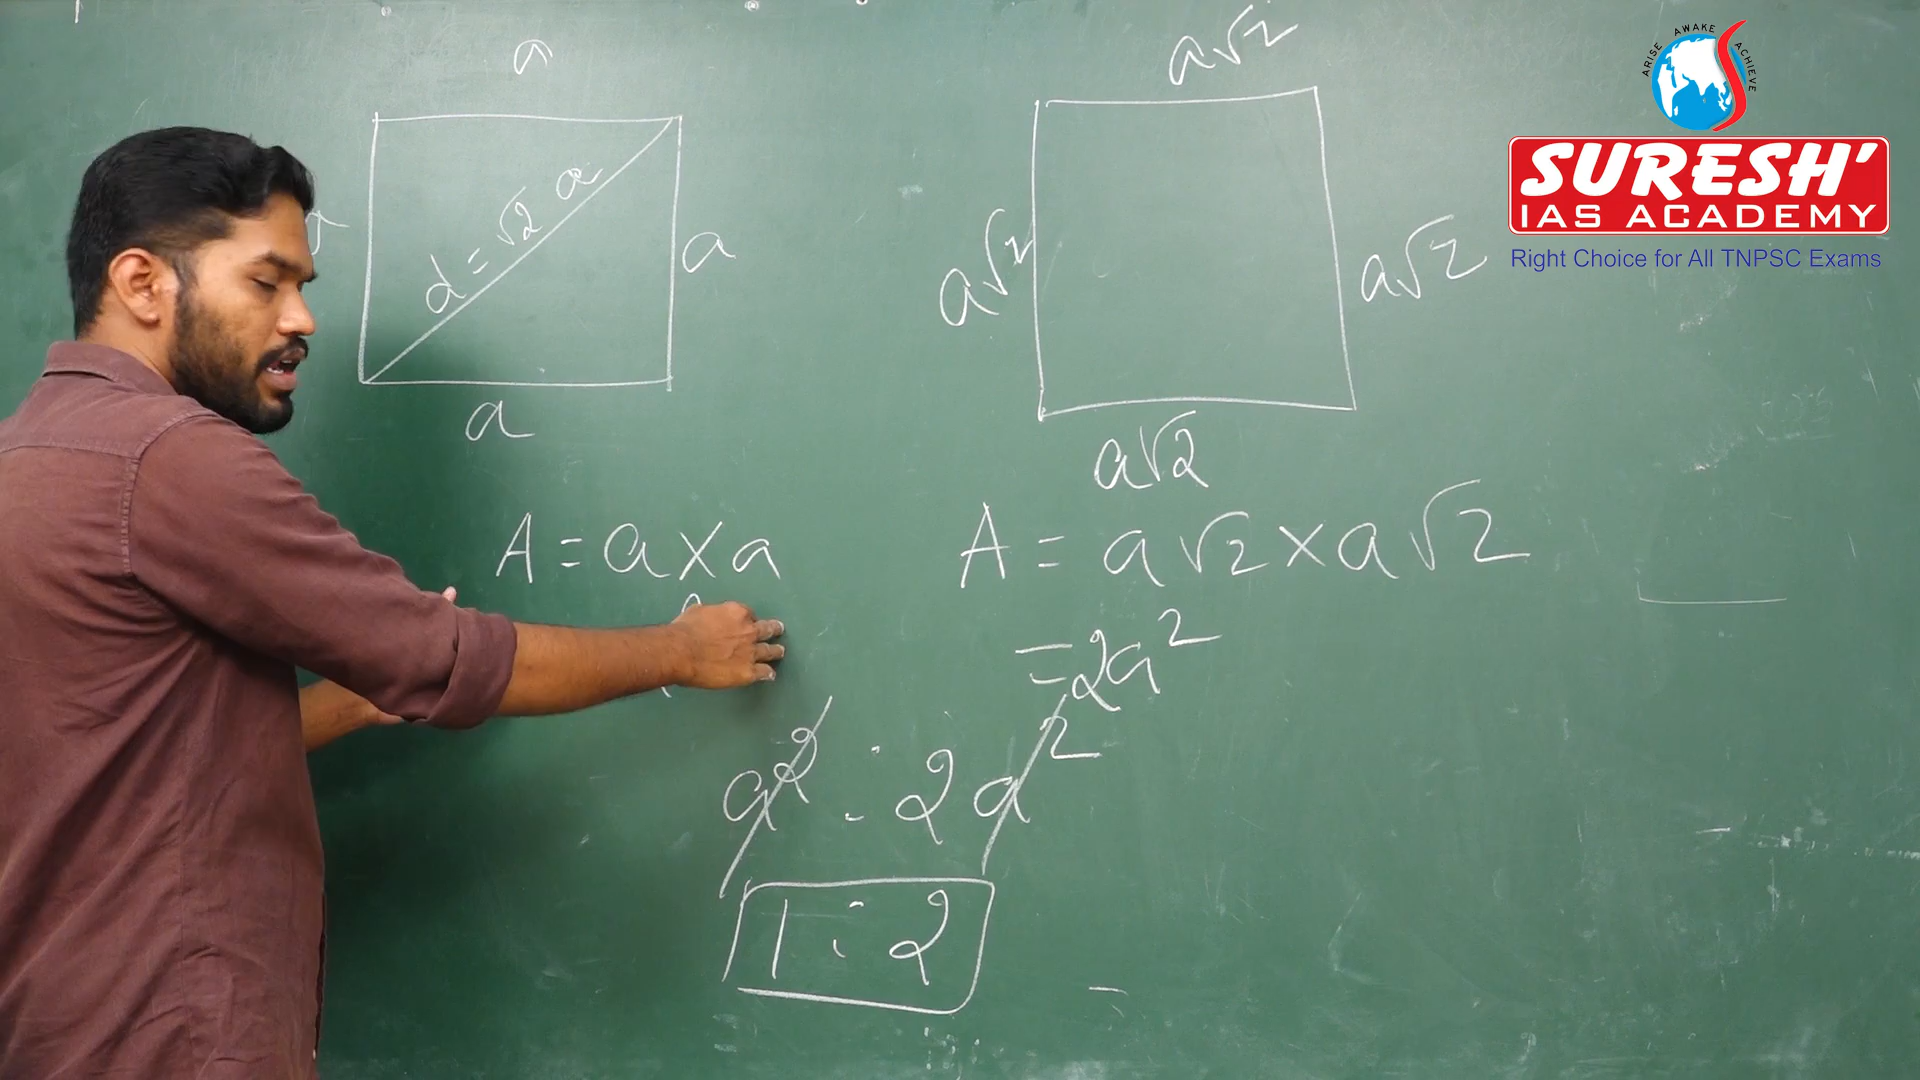 a
a√2
ARISE AWAKE ACHIEVE
SURESH'
IAS ACADEMY
Right Choice for All TNPSC Exams
d = √2 a
a
a√2
a√2
a
a√2
A = a × a
A = a√2 × a√2
= 2a²
a² : 2a²
1 : 2